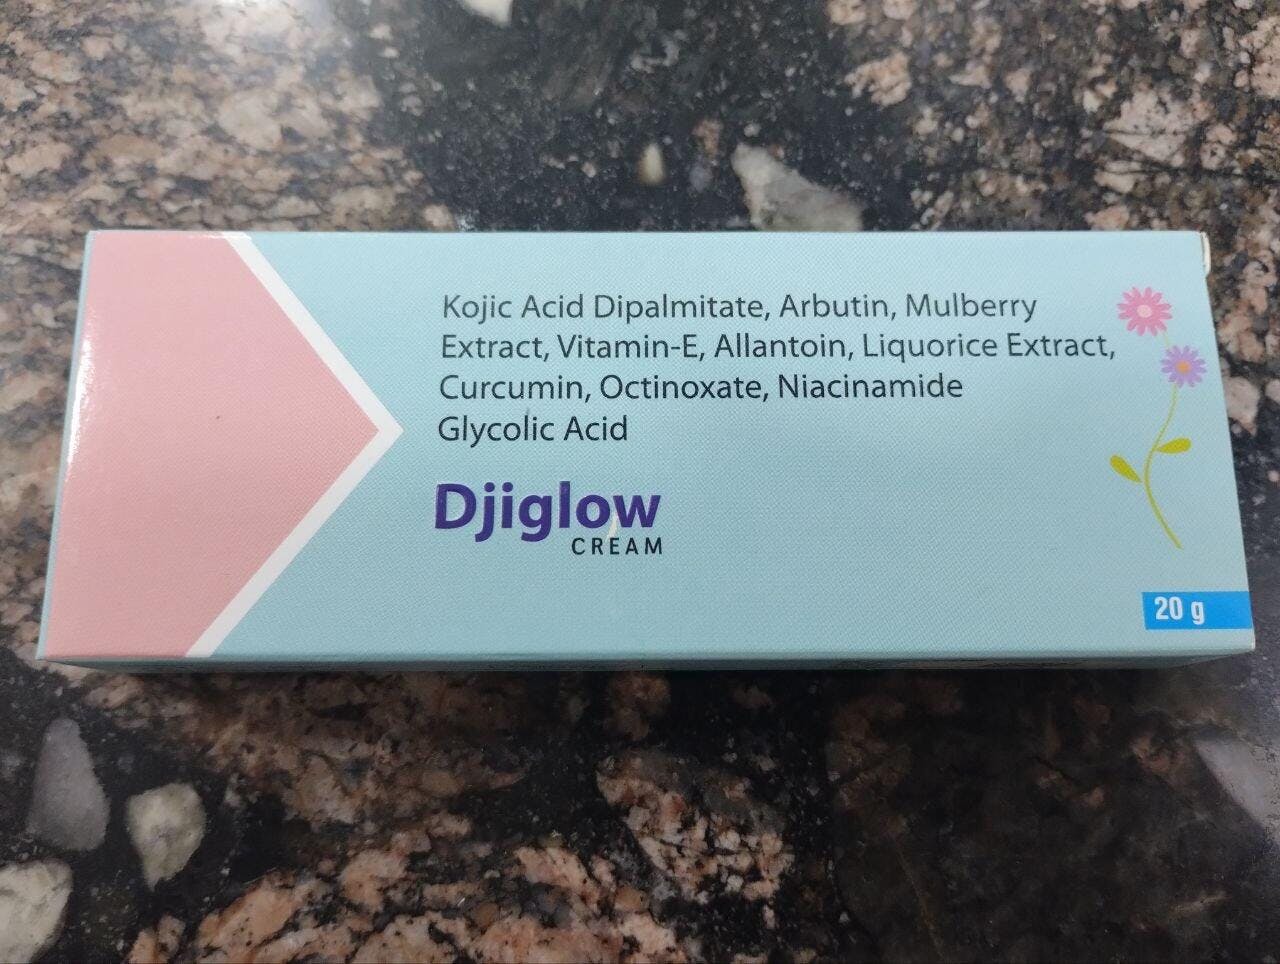 Kojic Acid Dipalmitate, Arbutin, Mulberry
Extract, Vitamin-E, Allantoin, Liquorice Extract,
Curcumin, Octinoxate, Niacinamide
Glycolic Acid
Djiglow
CREAM
20 g